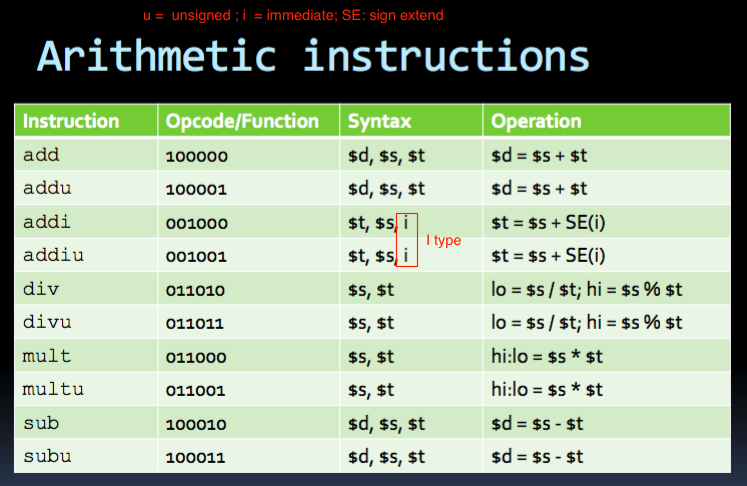 u = unsigned ; i = immediate; SE: sign extend
Arithmetic instructions
Instruction Opcode/Function Syntax Operation
add 100000 $d, $s, $t $d = $s + $t
addu 100001 $d, $s, $t $d = $s + $t
addi 001000 $t, $s, i $t = $s + SE(i)
I type
addiu 001001 $t, $s, i $t = $s + SE(i)
div 011010 $s, $t lo = $s / $t; hi = $s % $t
divu 011011 $s, $t lo = $s / $t; hi = $s % $t
mult 011000 $s, $t hi:lo = $s * $t
multu 011001 $s, $t hi:lo = $s * $t
sub 100010 $d, $s, $t $d = $s - $t
subu 100011 $d, $s, $t $d = $s - $t